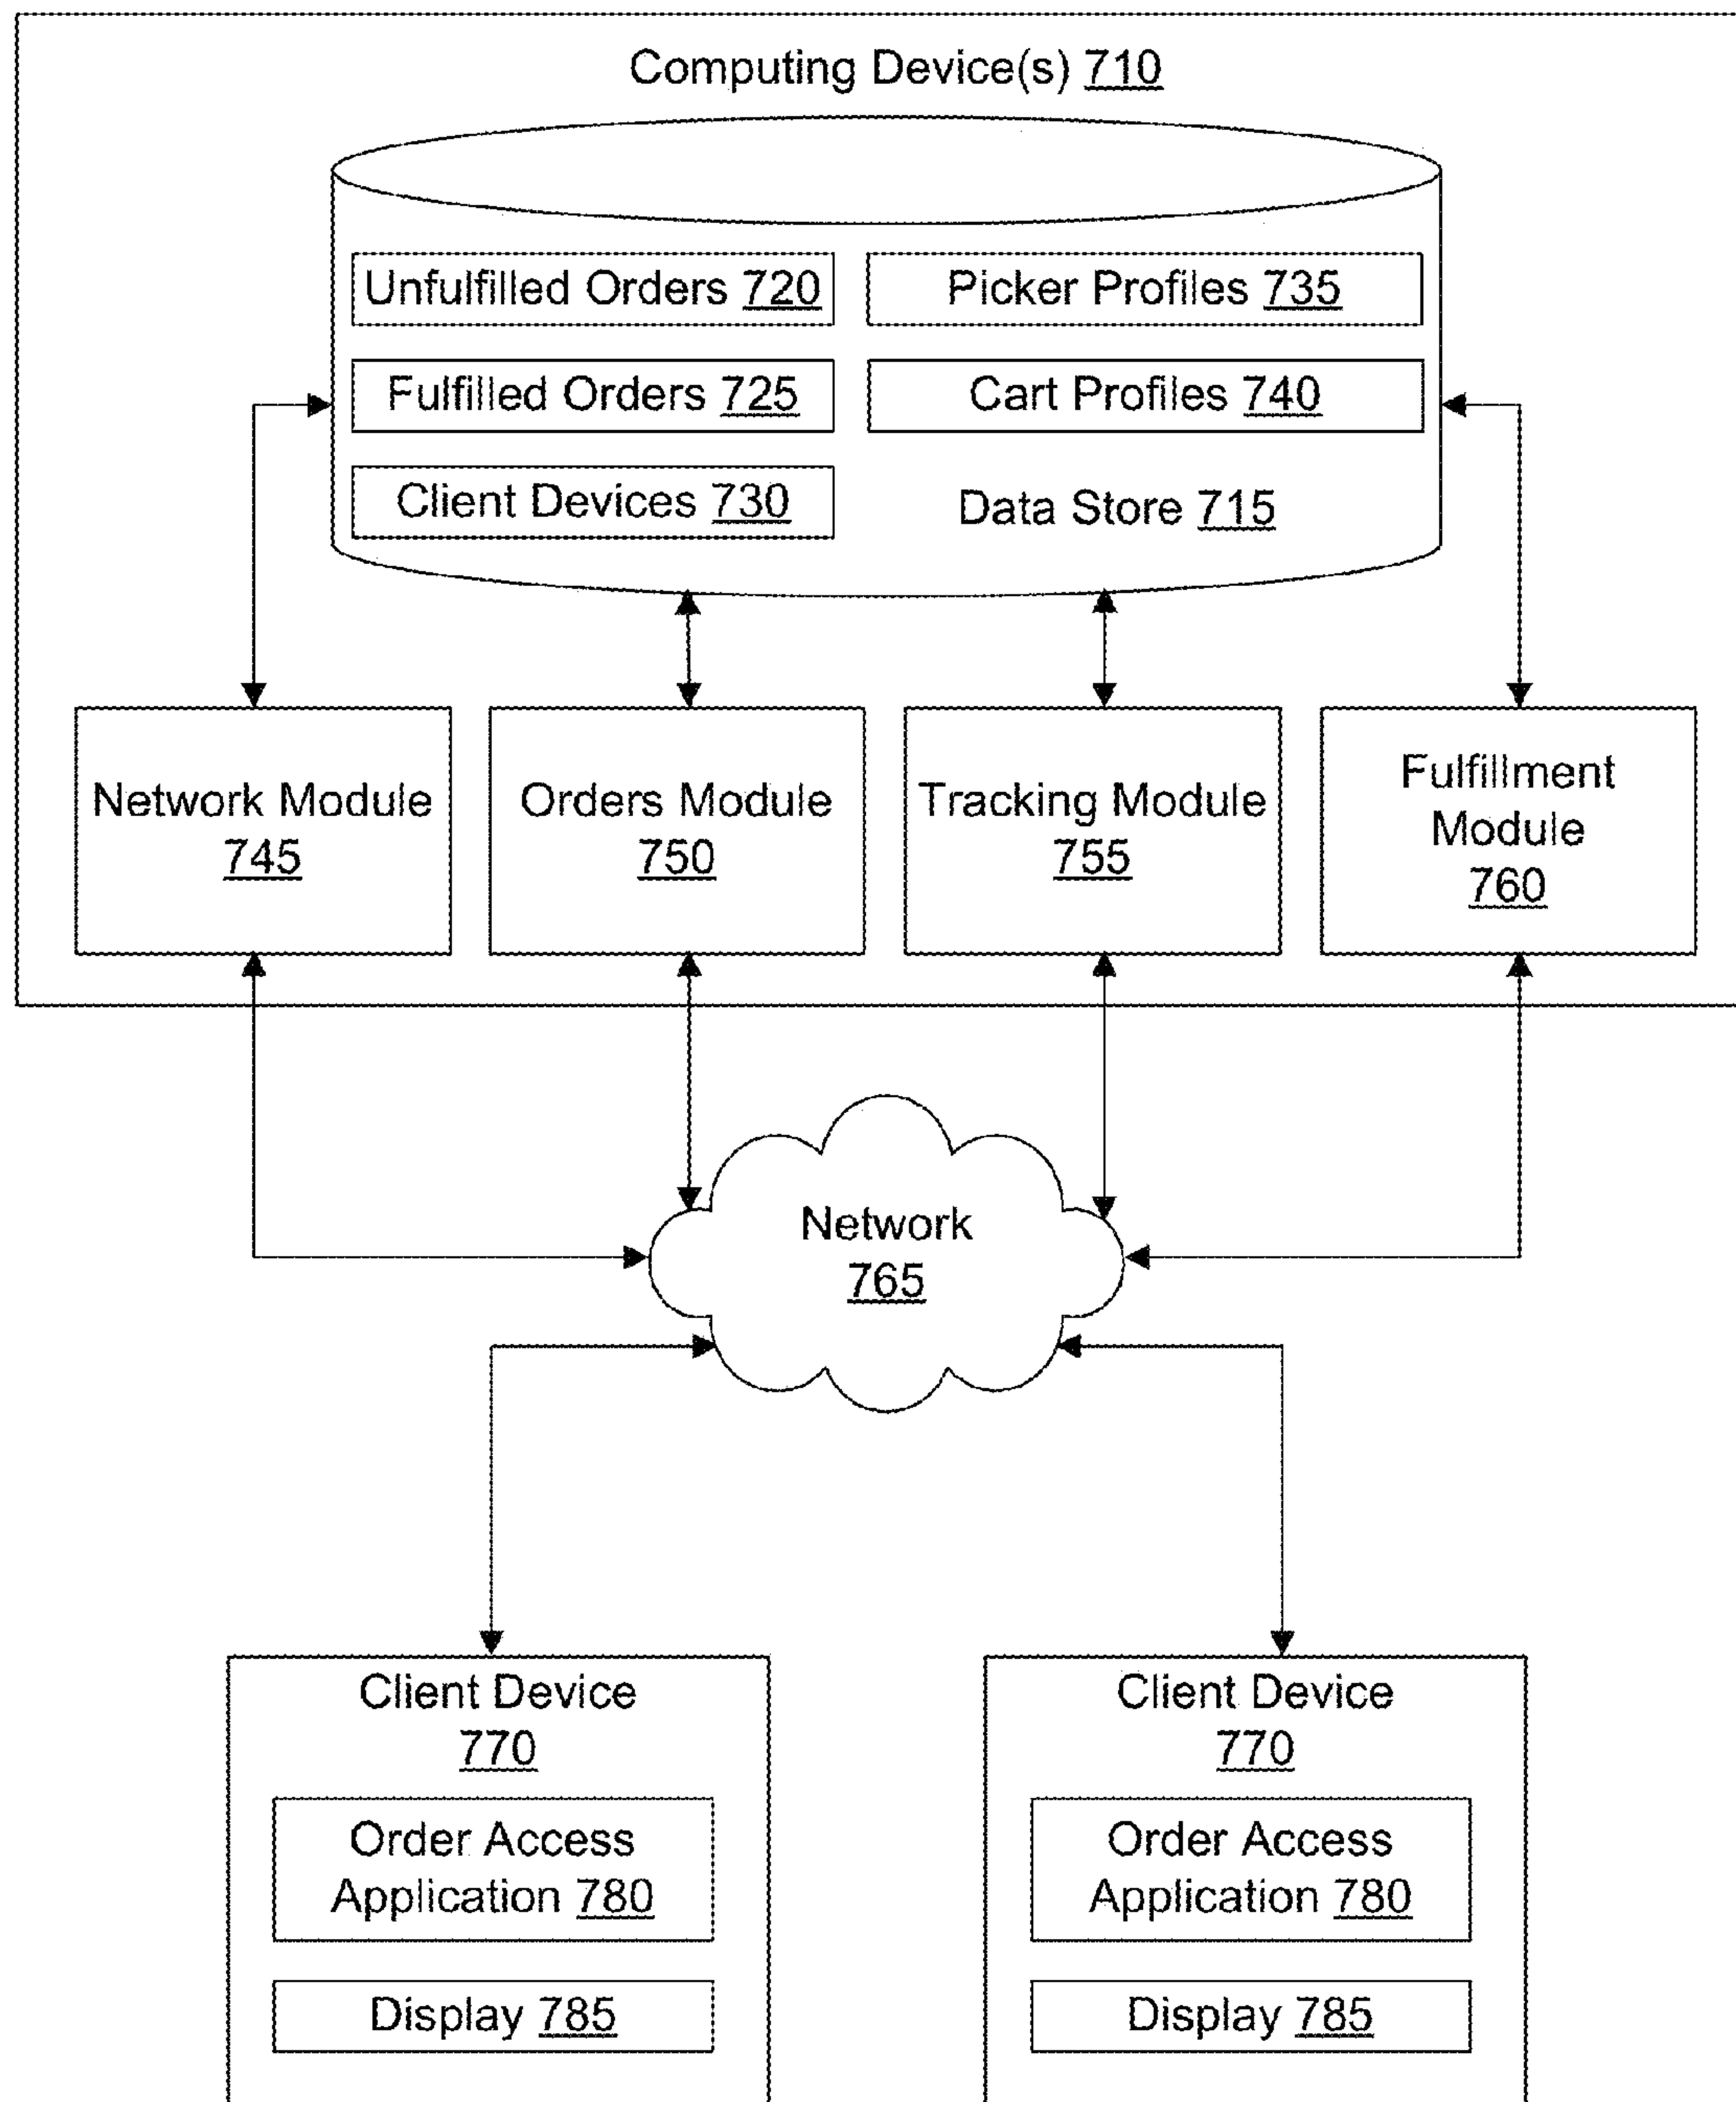 Computing Device(s) 710
Unfulfilled Orders 720
Picker Profiles 735
Fulfilled Orders 725
Cart Profiles 740
Client Devices 730
Data Store 715
Network Module
745
Orders Module
750
Tracking Module
755
Fulfillment
Module
760
Network
765
Client Device
770
Order Access
Application 780
Display 785
Client Device
770
Order Access
Application 780
Display 785